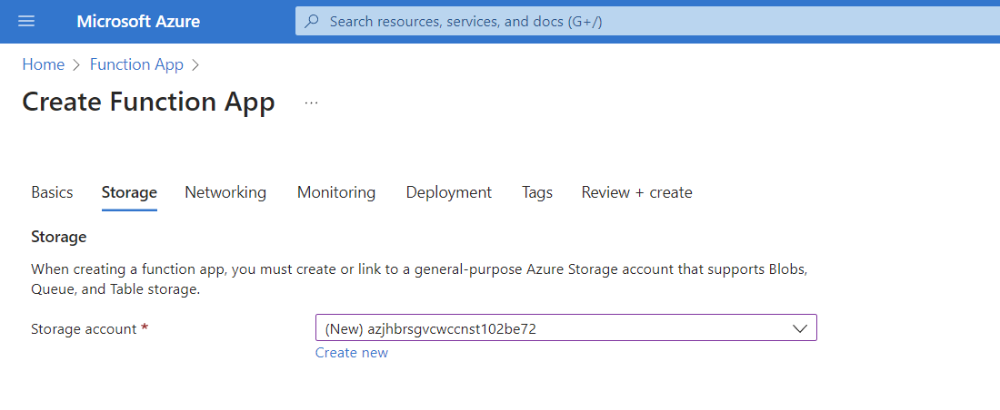 Microsoft Azure
Search resources, services, and docs (G+/)
Home > Function App >
Create Function App ...
Basics Storage Networking Monitoring Deployment Tags Review + create
Storage
When creating a function app, you must create or link to a general-purpose Azure Storage account that supports Blobs,
Queue, and Table storage.
Storage account *
(New) azjhbrsgvcwccnst102be72
Create new